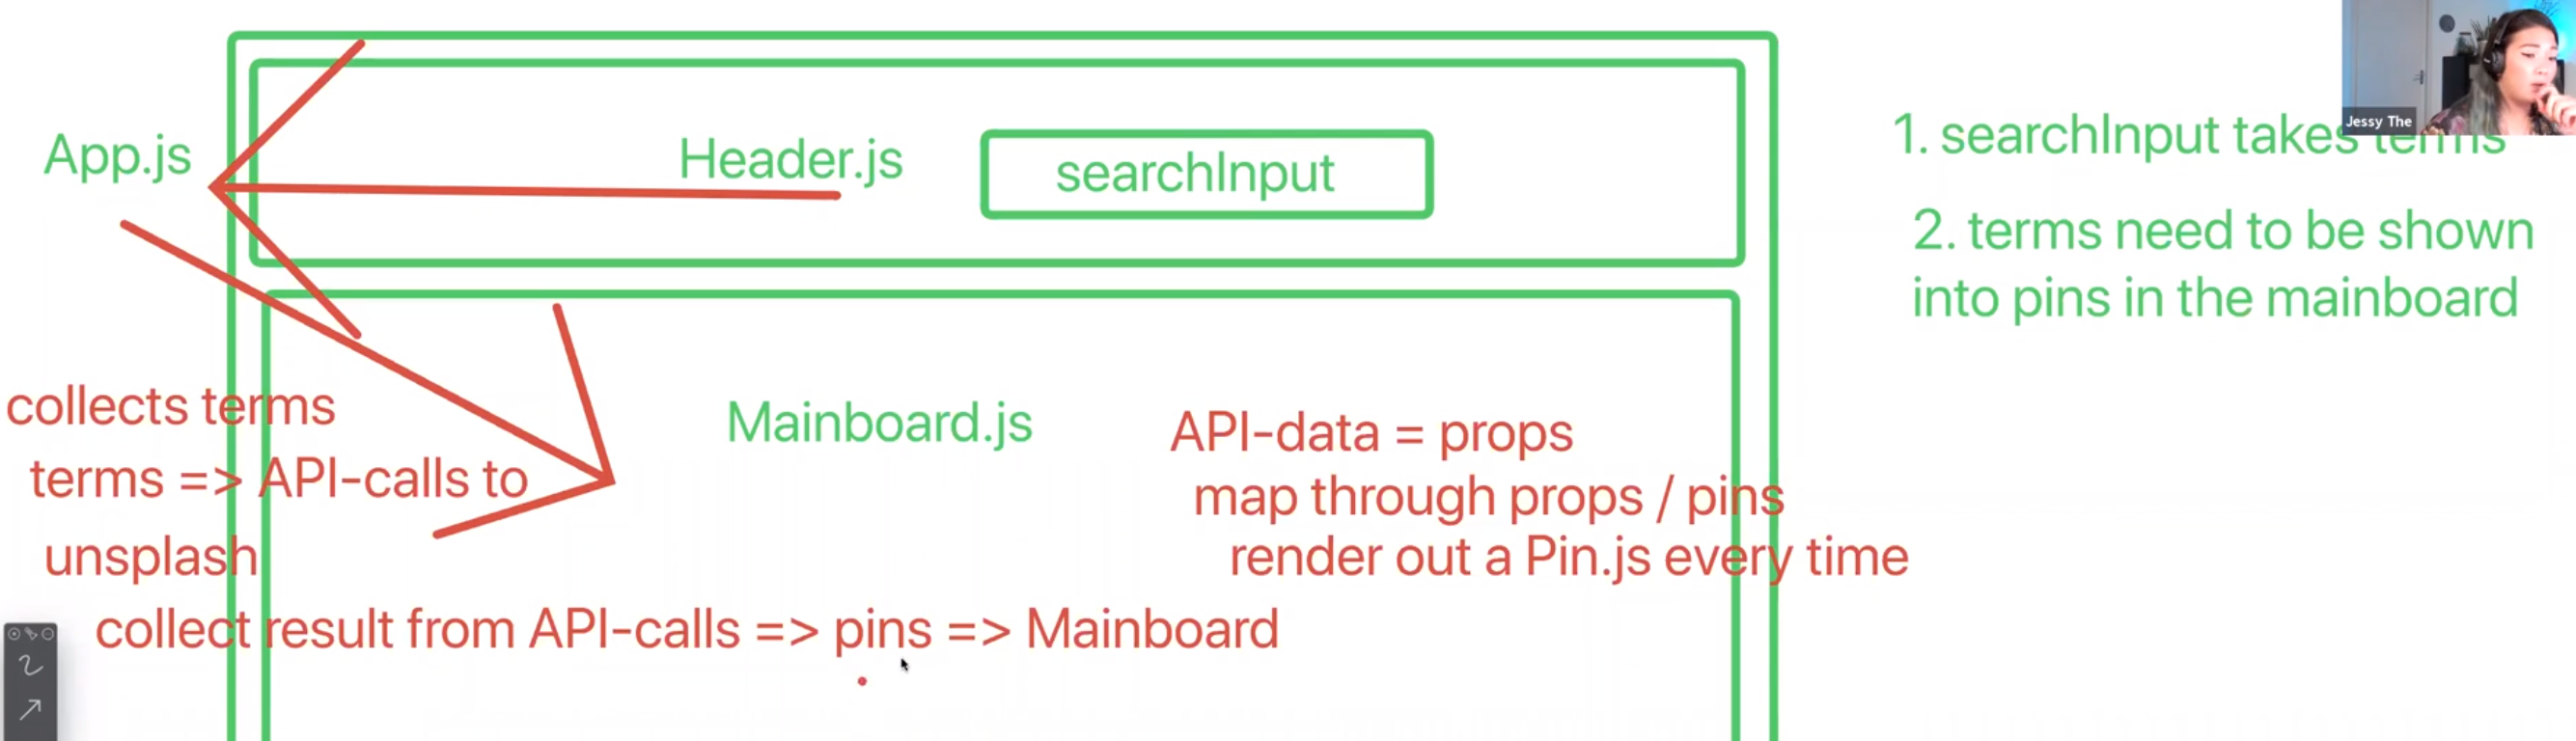 App.js
Header.js
searchInput
Jessy The
1. searchInput takes terms
2. terms need to be shown
into pins in the mainboard
collects terms
terms => API-calls to
unsplash
collect result from API-calls => pins => Mainboard
Mainboard.js
API-data = props
map through props / pins
render out a Pin.js every time